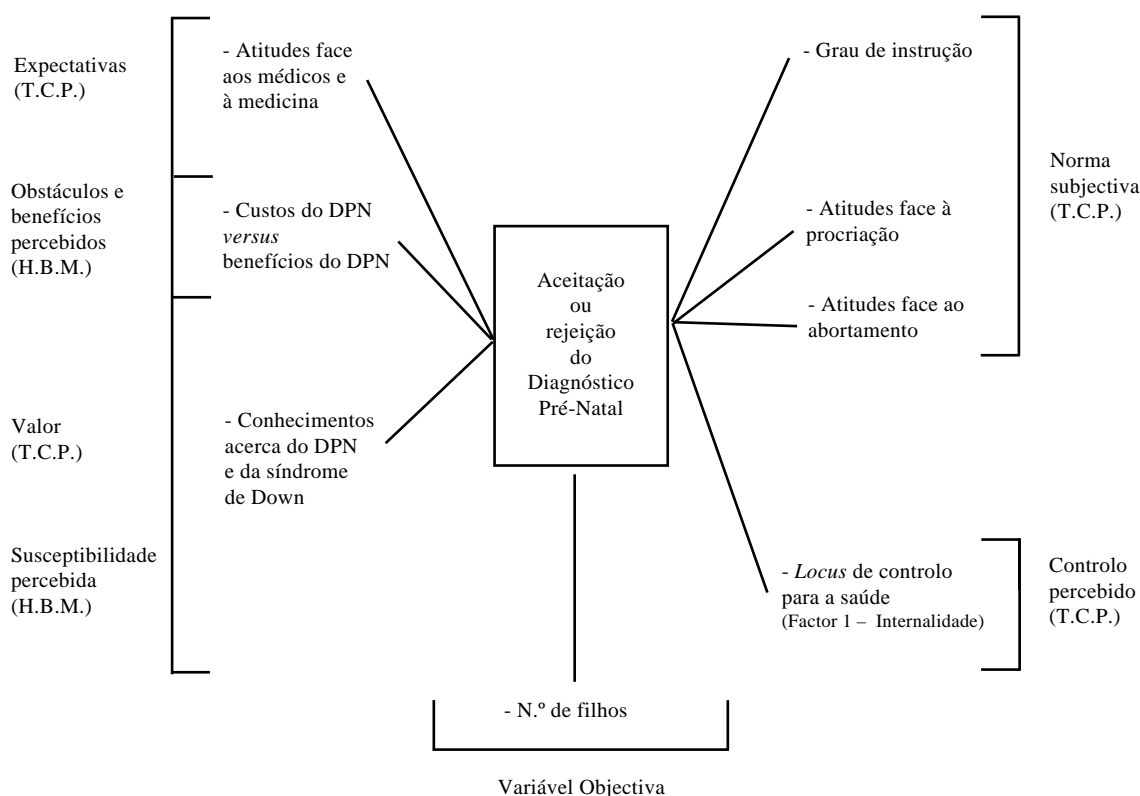 Expectativas
(T.C.P.)
Obstáculos e
benefícios
percebidos
(H.B.M.)
Valor
(T.C.P.)
Susceptibilidade
percebida
(H.B.M.)
- Atitudes face
aos médicos e
à medicina
- Custos do DPN
versus
benefícios do DPN
- Conhecimentos
acerca do DPN
e da síndrome
de Down
Aceitação
ou
rejeição
do
Diagnóstico
Pré-Natal
- Grau de instrução
- Atitudes face à
procriação
- Atitudes face ao
abortamento
- Locus de controlo
para a saúde
(Factor 1 – Internalidade)
Norma
subjectiva
(T.C.P.)
Controlo
percebido
(T.C.P.)
- N.º de filhos
Variável Objectiva